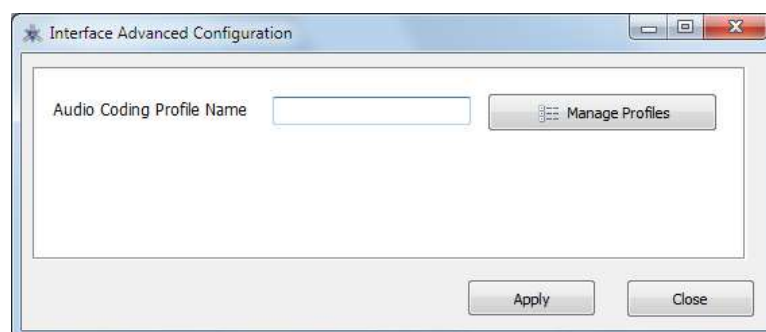 Interface Advanced Configuration
Audio Coding Profile Name
Manage Profiles
Apply
Close